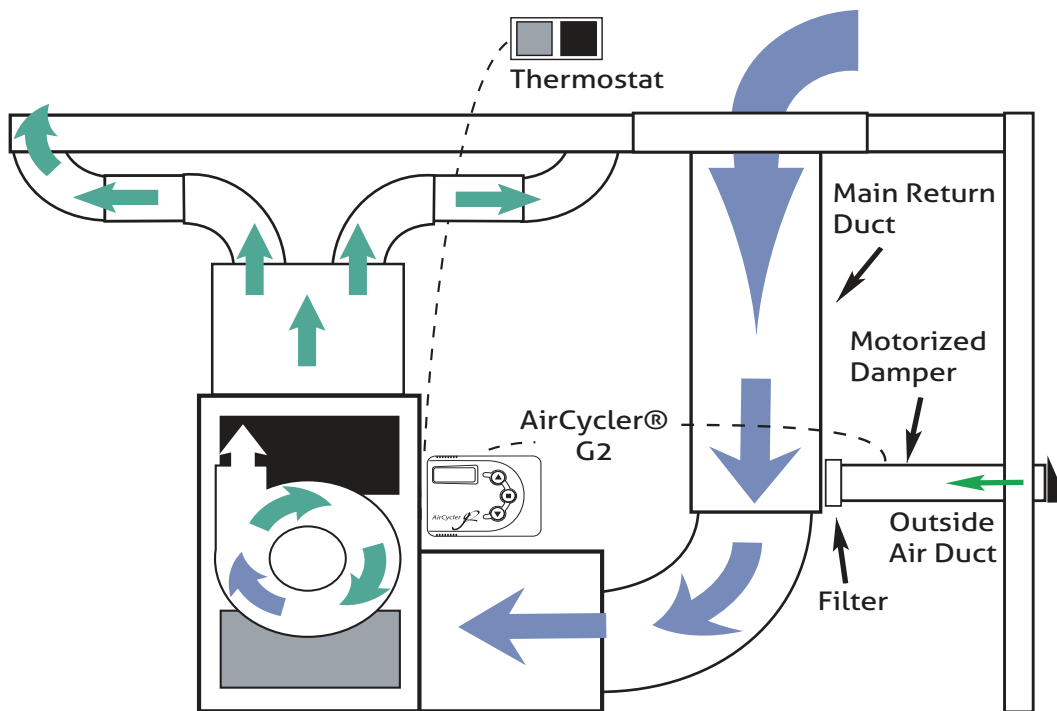 Thermostat
Main Return
Duct
Motorized
Damper
AirCycler®
G2
AirCycler g2
Outside
Air Duct
Filter